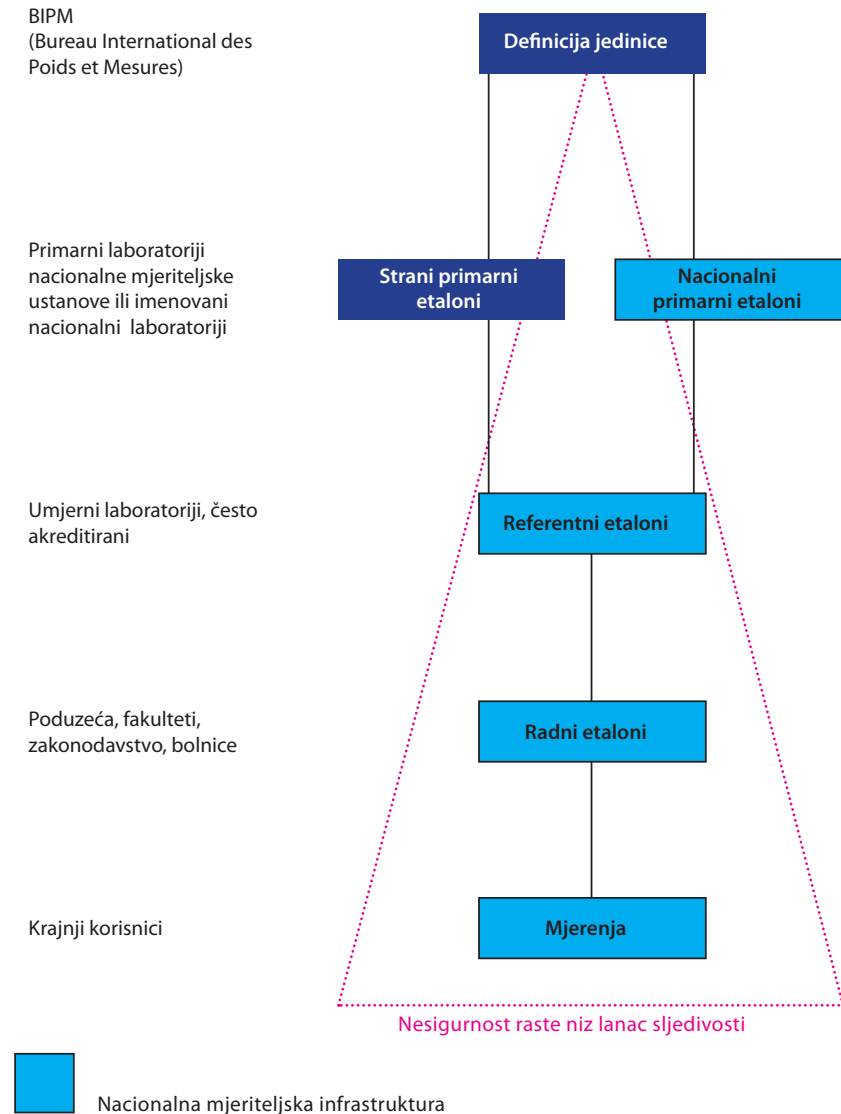 BIPM
(Bureau International des
Poids et Mesures)
Definicija jedinice
Primarni laboratoriji
nacionalne mjeriteljske
ustanove ili imenovani
nacionalni laboratoriji
Strani primarni
etaloni
Nacionalni
primarni etaloni
Umjerni laboratoriji, često
akreditirani
Referentni etaloni
Poduzeća, fakulteti,
zakonodavstvo, bolnice
Radni etaloni
Krajnji korisnici
Mjerenja
Nesigurnost raste niz lanac sljedivosti
Nacionalna mjeriteljska infrastruktura